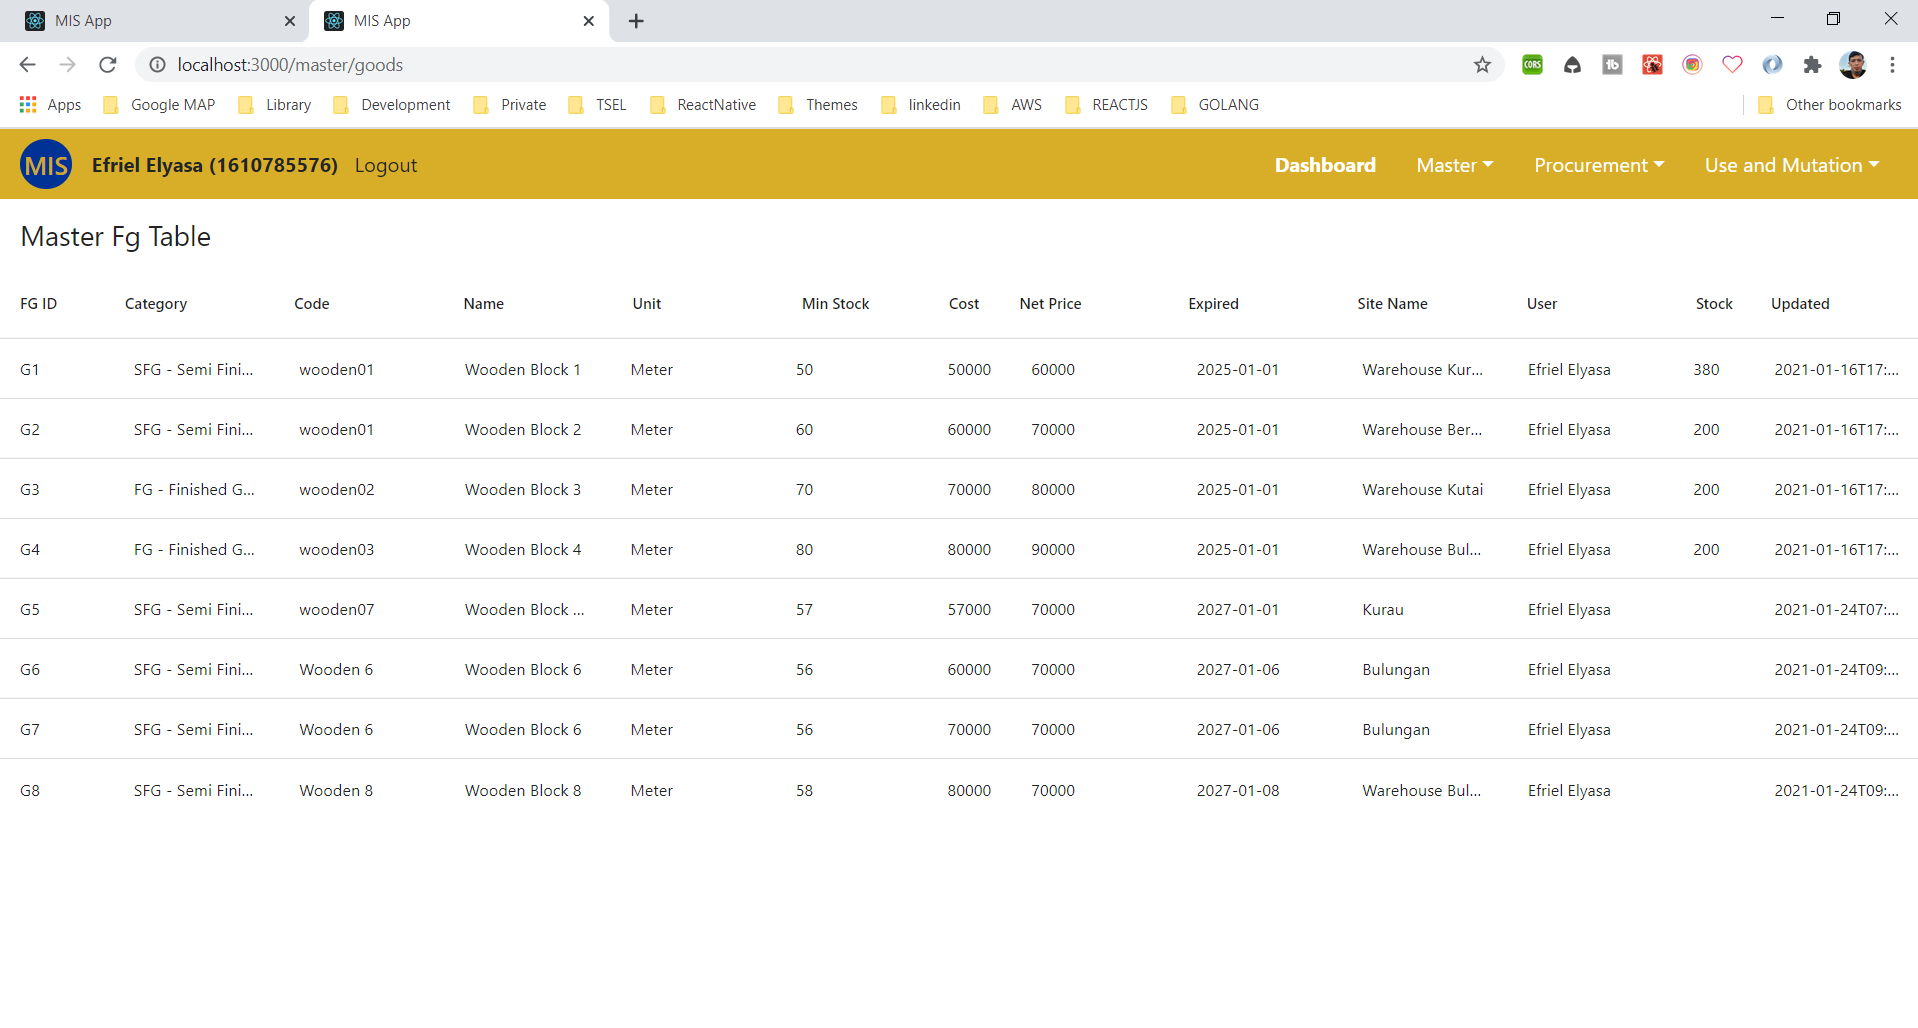 MIS App MIS App
localhost:3000/master/goods CORS tb
Apps Google MAP Library Development Private TSEL ReactNative Themes linkedin AWS REACTJS GOLANG Other bookmarks
MIS Efriel Elyasa (1610785576) Logout Dashboard Master Procurement Use and Mutation
Master Fg Table
FG ID Category Code Name Unit Min Stock Cost Net Price Expired Site Name User Stock Updated
G1 SFG - Semi Fini... wooden01 Wooden Block 1 Meter 50 50000 60000 2025-01-01 Warehouse Kur... Efriel Elyasa 380 2021-01-16T17:...
G2 SFG - Semi Fini... wooden01 Wooden Block 2 Meter 60 60000 70000 2025-01-01 Warehouse Ber... Efriel Elyasa 200 2021-01-16T17:...
G3 FG - Finished G... wooden02 Wooden Block 3 Meter 70 70000 80000 2025-01-01 Warehouse Kutai Efriel Elyasa 200 2021-01-16T17:...
G4 FG - Finished G... wooden03 Wooden Block 4 Meter 80 80000 90000 2025-01-01 Warehouse Bul... Efriel Elyasa 200 2021-01-16T17:...
G5 SFG - Semi Fini... wooden07 Wooden Block ... Meter 57 57000 70000 2027-01-01 Kurau Efriel Elyasa 2021-01-24T07:...
G6 SFG - Semi Fini... Wooden 6 Wooden Block 6 Meter 56 60000 70000 2027-01-06 Bulungan Efriel Elyasa 2021-01-24T09:...
G7 SFG - Semi Fini... Wooden 6 Wooden Block 6 Meter 56 70000 70000 2027-01-06 Bulungan Efriel Elyasa 2021-01-24T09:...
G8 SFG - Semi Fini... Wooden 8 Wooden Block 8 Meter 58 80000 70000 2027-01-08 Warehouse Bul... Efriel Elyasa 2021-01-24T09:...